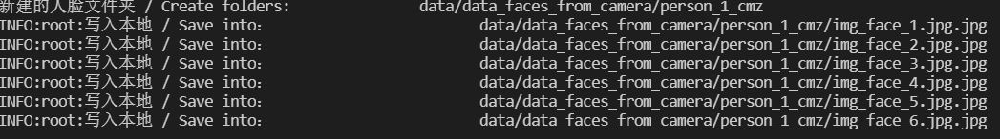 新建的人脸文件夹 / Create folders: data/data_faces_from_camera/person_1_cmz
INFO:root:写入本地 / Save into: data/data_faces_from_camera/person_1_cmz/img_face_1.jpg.jpg
INFO:root:写入本地 / Save into: data/data_faces_from_camera/person_1_cmz/img_face_2.jpg.jpg
INFO:root:写入本地 / Save into: data/data_faces_from_camera/person_1_cmz/img_face_3.jpg.jpg
INFO:root:写入本地 / Save into: data/data_faces_from_camera/person_1_cmz/img_face_4.jpg.jpg
INFO:root:写入本地 / Save into: data/data_faces_from_camera/person_1_cmz/img_face_5.jpg.jpg
INFO:root:写入本地 / Save into: data/data_faces_from_camera/person_1_cmz/img_face_6.jpg.jpg